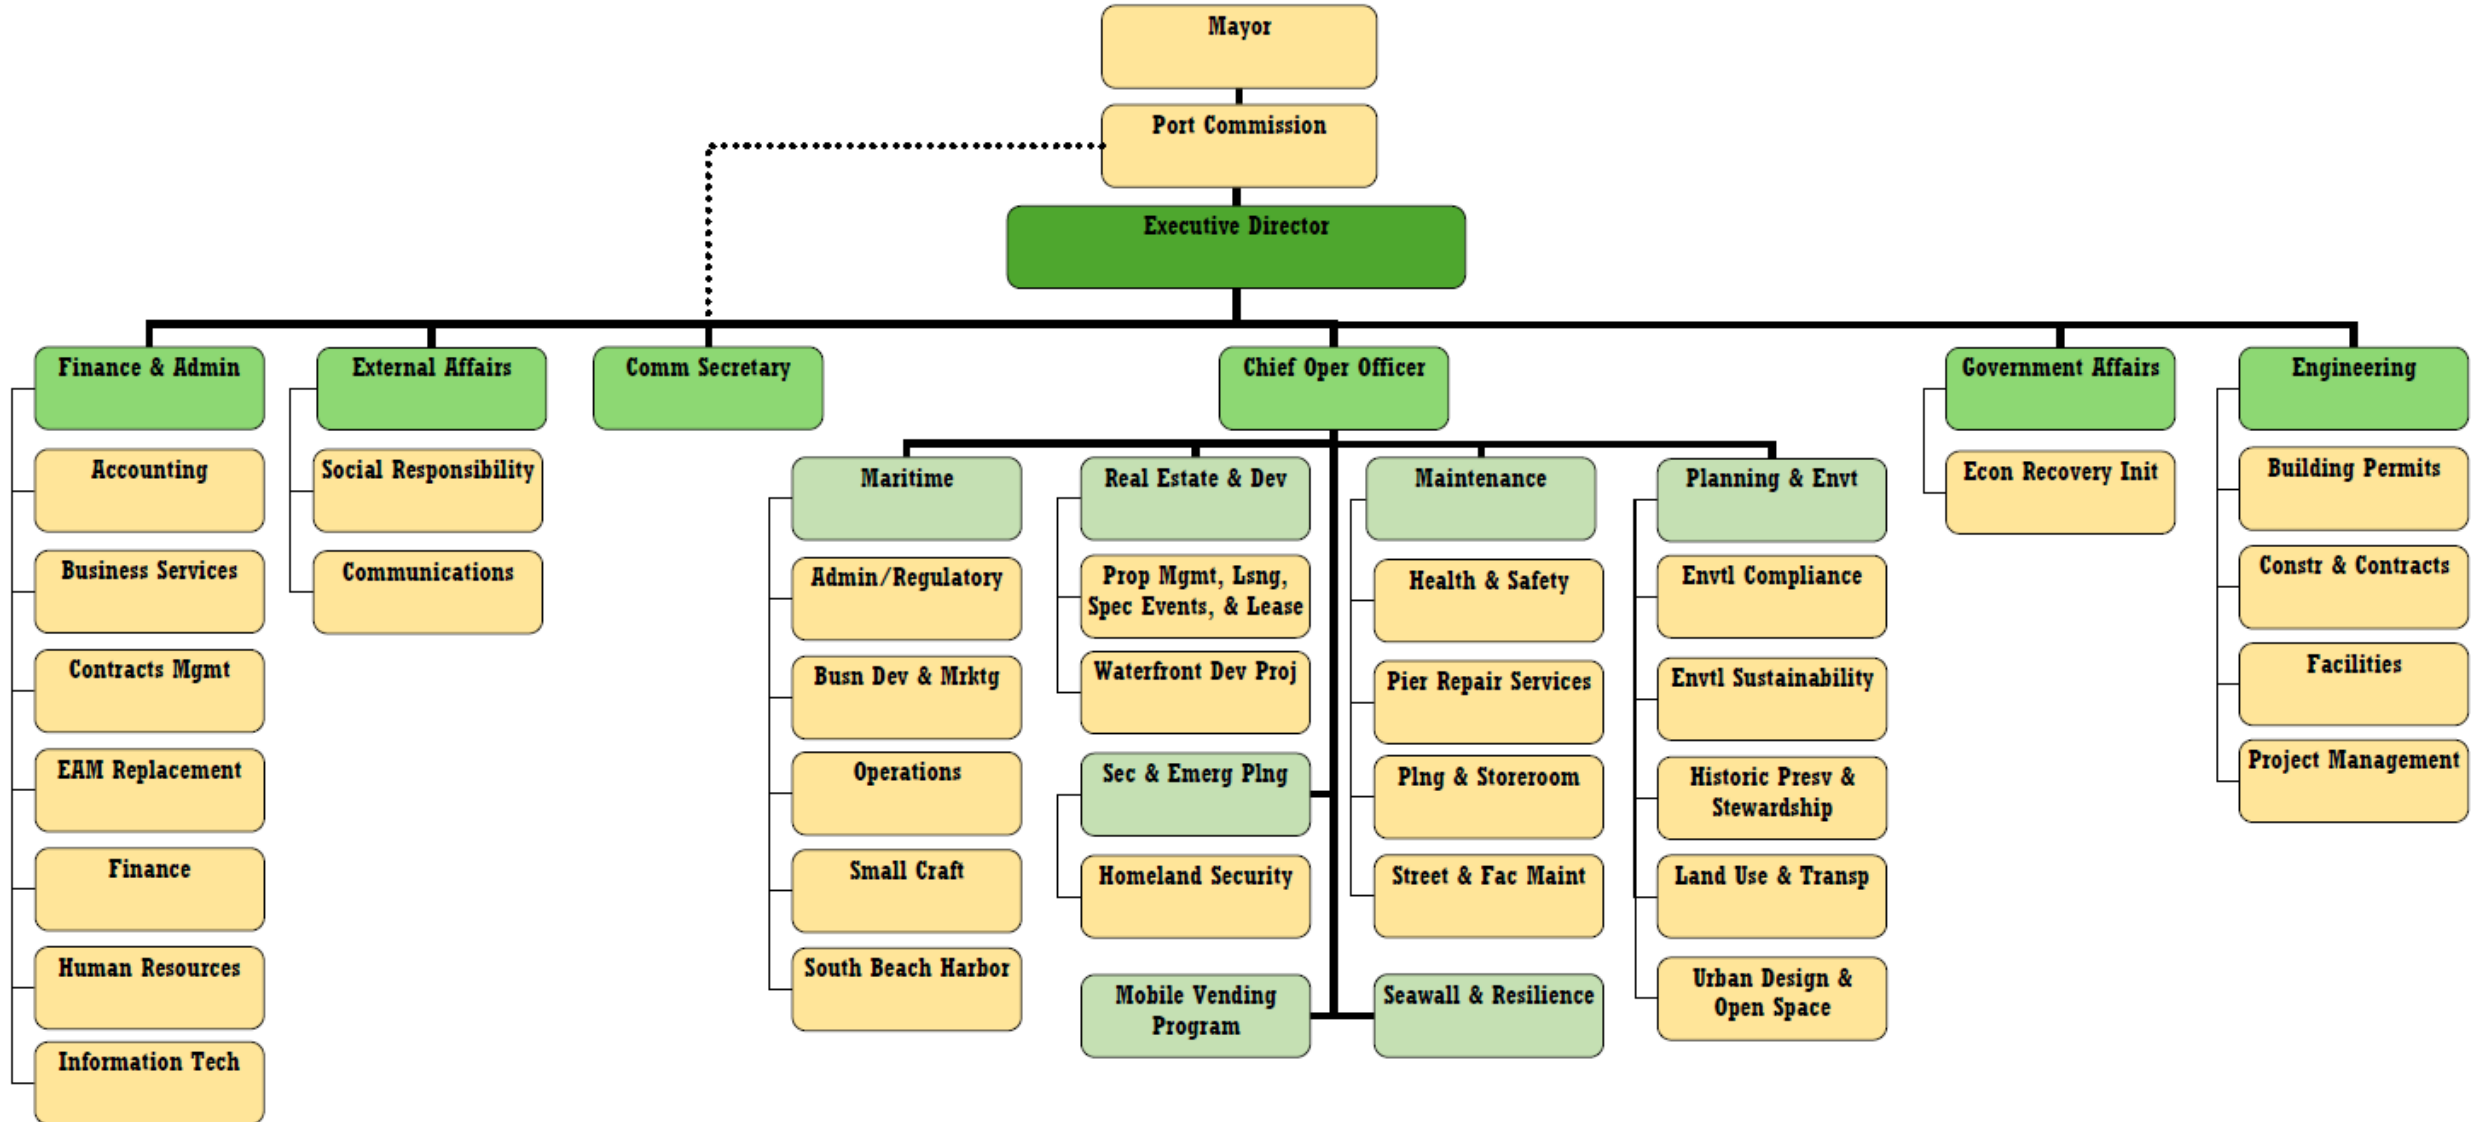 Mayor
Port Commission
Executive Director
Finance & Admin
External Affairs
Comm Secretary
Chief Oper Officer
Government Affairs
Engineering
Accounting
Business Services
Contracts Mgmt
EAM Replacement
Finance
Human Resources
Information Tech
Social Responsibility
Communications
Maritime
Admin/Regulatory
Busn Dev & Mrktg
Operations
Small Craft
South Beach Harbor
Real Estate & Dev
Prop Mgmt, Lsng,
Spec Events, & Lease
Waterfront Dev Proj
Sec & Emerg Plng
Homeland Security
Mobile Vending
Program
Maintenance
Health & Safety
Pier Repair Services
Plng & Storeroom
Street & Fac Maint
Seawall & Resilience
Planning & Envt
Envtl Compliance
Envtl Sustainability
Historic Presv &
Stewardship
Land Use & Transp
Urban Design &
Open Space
Econ Recovery Init
Building Permits
Constr & Contracts
Facilities
Project Management